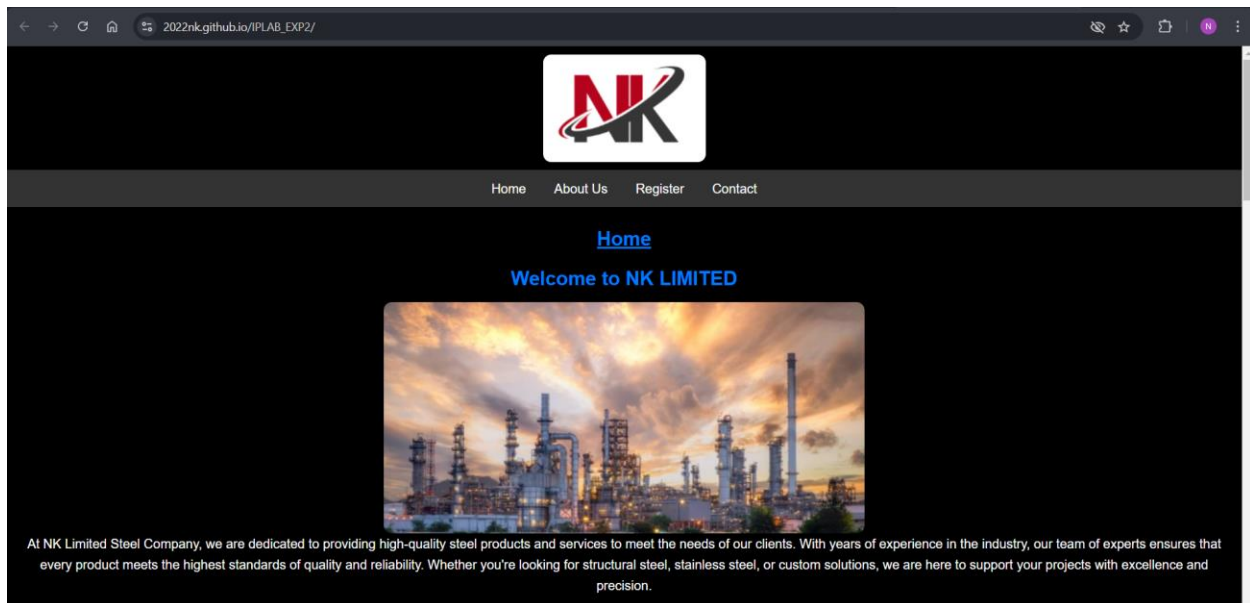 2022nk.github.io/IPLAB_EXP2/
N
NK
Home About Us Register Contact
Home
Welcome to NK LIMITED
At NK Limited Steel Company, we are dedicated to providing high-quality steel products and services to meet the needs of our clients. With years of experience in the industry, our team of experts ensures that
every product meets the highest standards of quality and reliability. Whether you're looking for structural steel, stainless steel, or custom solutions, we are here to support your projects with excellence and
precision.